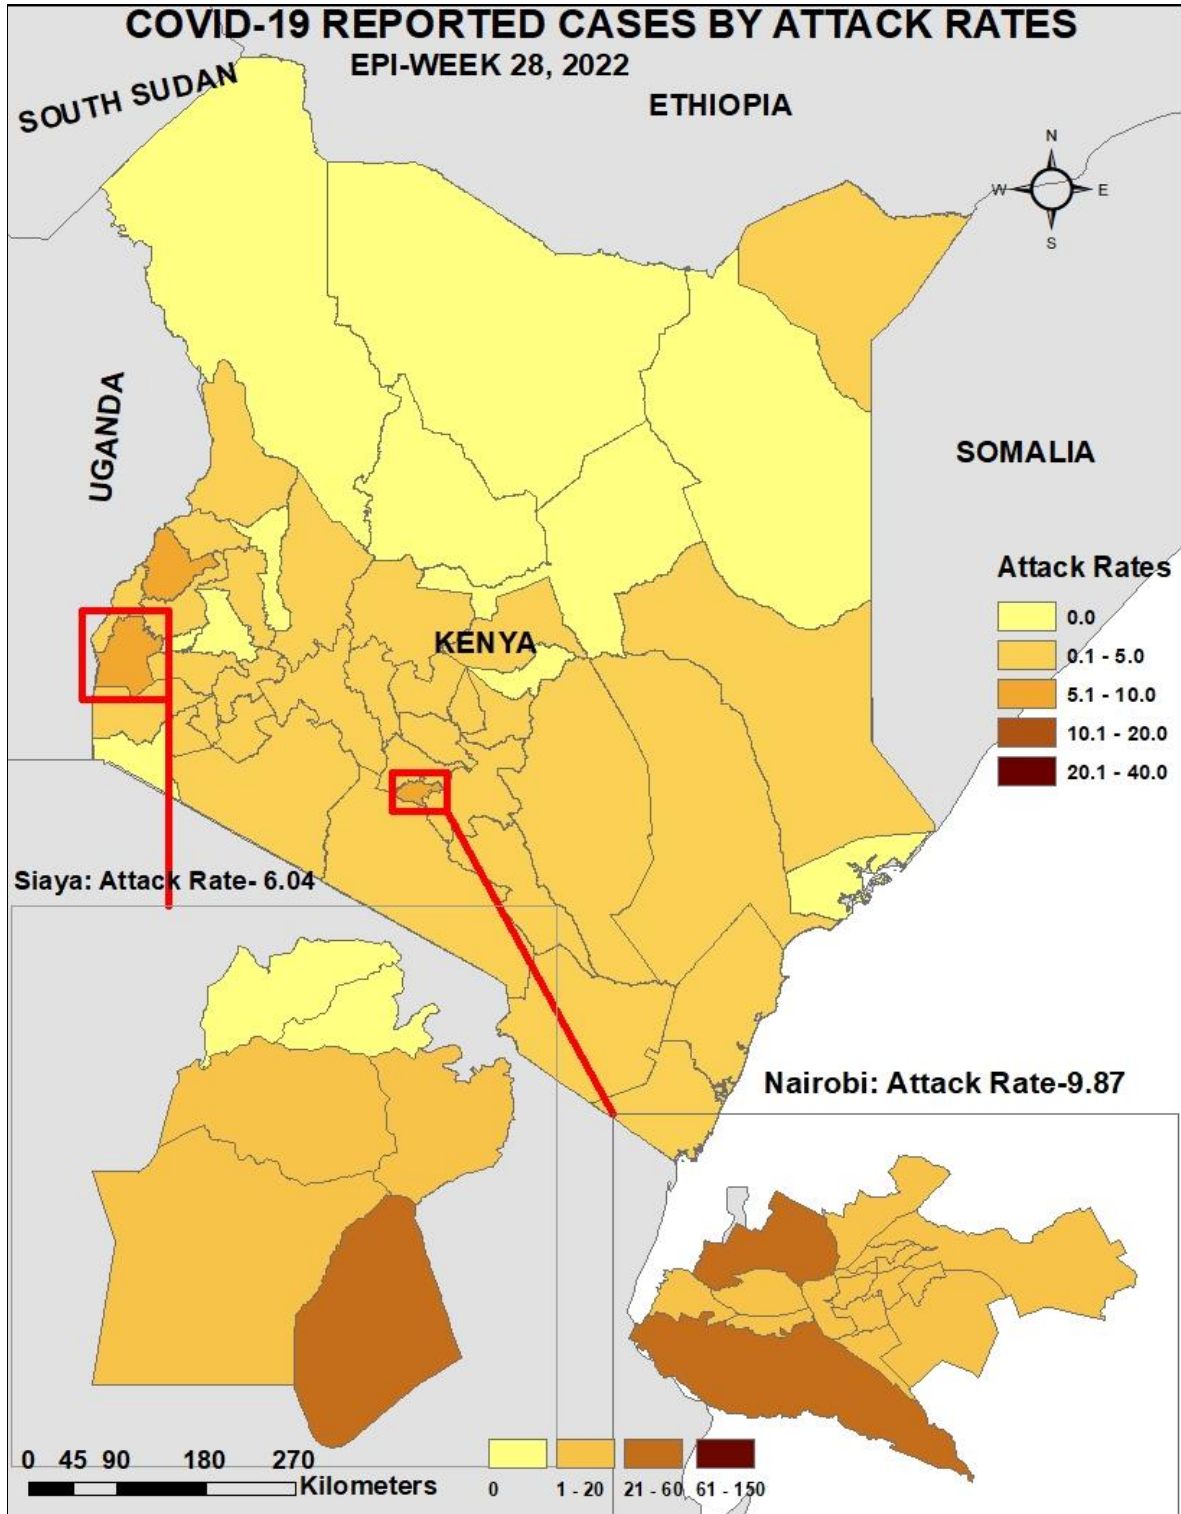 COVID-19 REPORTED CASES BY ATTACK RATES
EPI-WEEK 28, 2022
SOUTH SUDAN
ETHIOPIA
N
W
E
S
UGANDA
SOMALIA
Attack Rates
0.0
0.1 - 5.0
5.1 - 10.0
10.1 - 20.0
20.1 - 40.0
KENYA
Siaya: Attack Rate- 6.04
Nairobi: Attack Rate-9.87
0 45 90 180 270
Kilometers
0 1 - 20 21 - 60 61 - 150